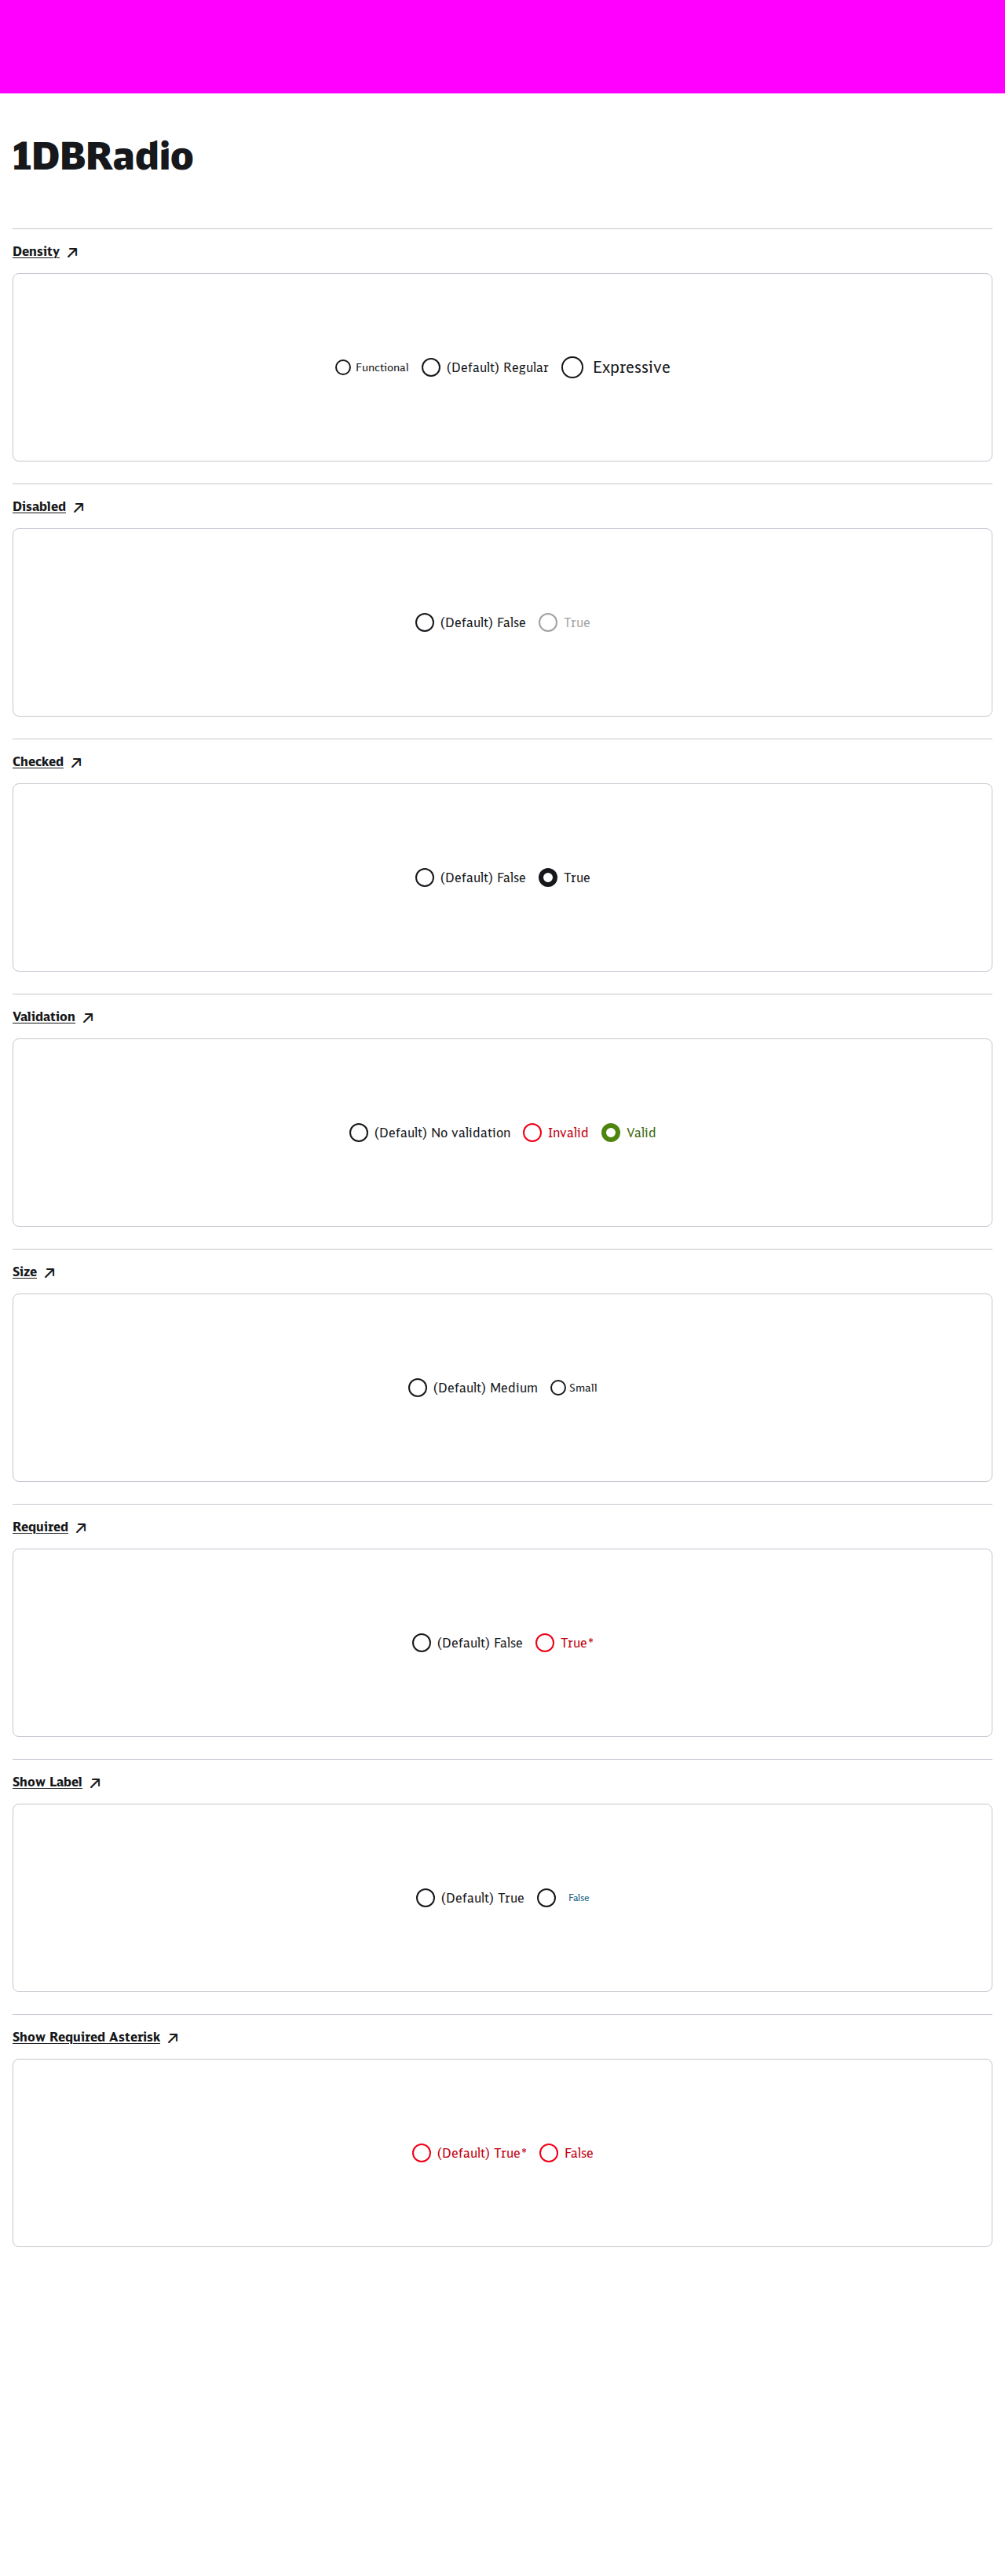 1DBRadio
Density
Functional (Default) Regular Expressive
Disabled
(Default) False True
Checked
(Default) False True
Validation
(Default) No validation Invalid Valid
Size
(Default) Medium Small
Required
(Default) False True*
Show Label
(Default) True False
Show Required Asterisk
(Default) True* False